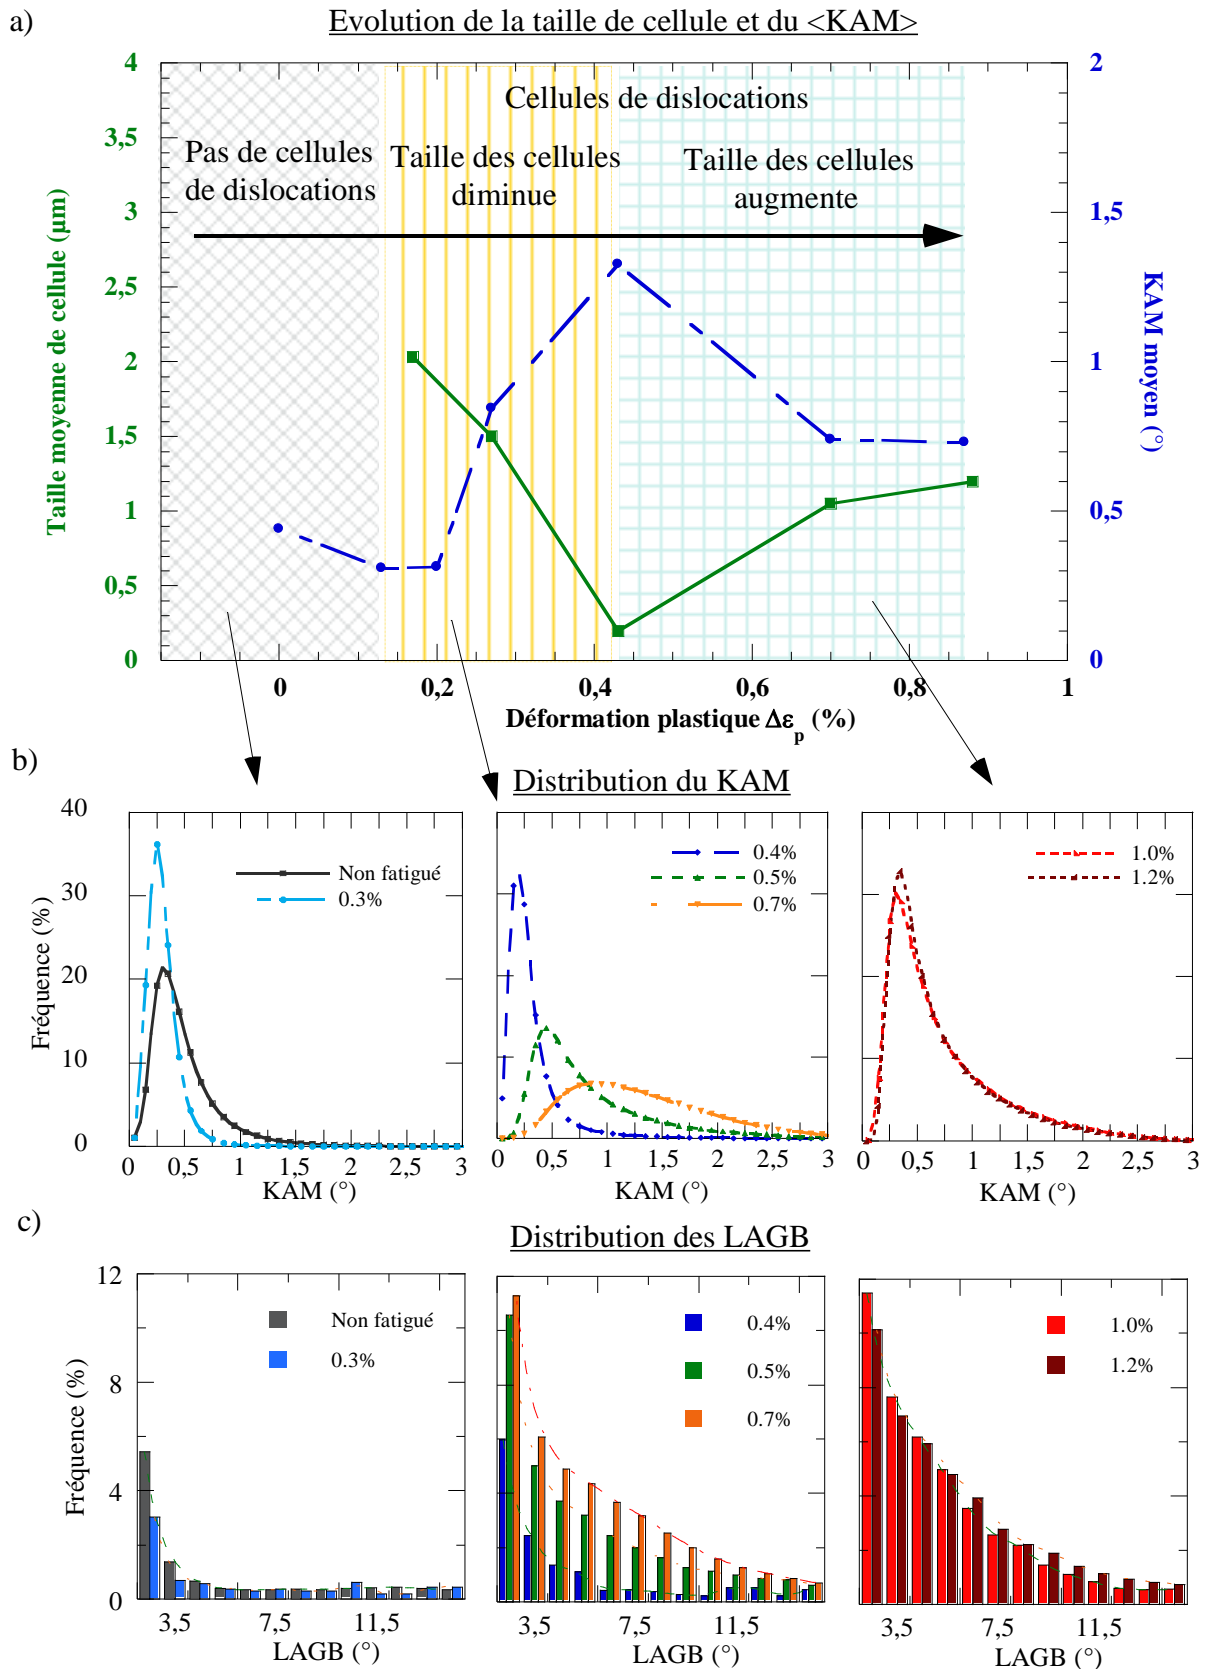 a)
Evolution de la taille de cellule et du <KAM>
4
3,5
3
2,5
2
1,5
1
0,5
0
Taille moyenne de cellule (µm)
2
1,5
1
0,5
0
KAM moyen (°)
Cellules de dislocations
Pas de cellules
de dislocations
Taille des cellules
diminue
Taille des cellules
augmente
0
0,2
0,4
0,6
0,8
1
Déformation plastique Δεp (%)
b)
Distribution du KAM
40
30
20
10
0
Fréquence (%)
Non fatigué
0.3%
0
0,5
1
1,5
2
2,5
3
KAM (°)
0.4%
0.5%
0.7%
0
0,5
1
1,5
2
2,5
3
KAM (°)
1.0%
1.2%
0
0,5
1
1,5
2
2,5
3
KAM (°)
c)
Distribution des LAGB
12
8
4
0
Fréquence (%)
Non fatigué
0.3%
3,5
7,5
11,5
LAGB (°)
0.4%
0.5%
0.7%
3,5
7,5
11,5
LAGB (°)
1.0%
1.2%
3,5
7,5
11,5
LAGB (°)